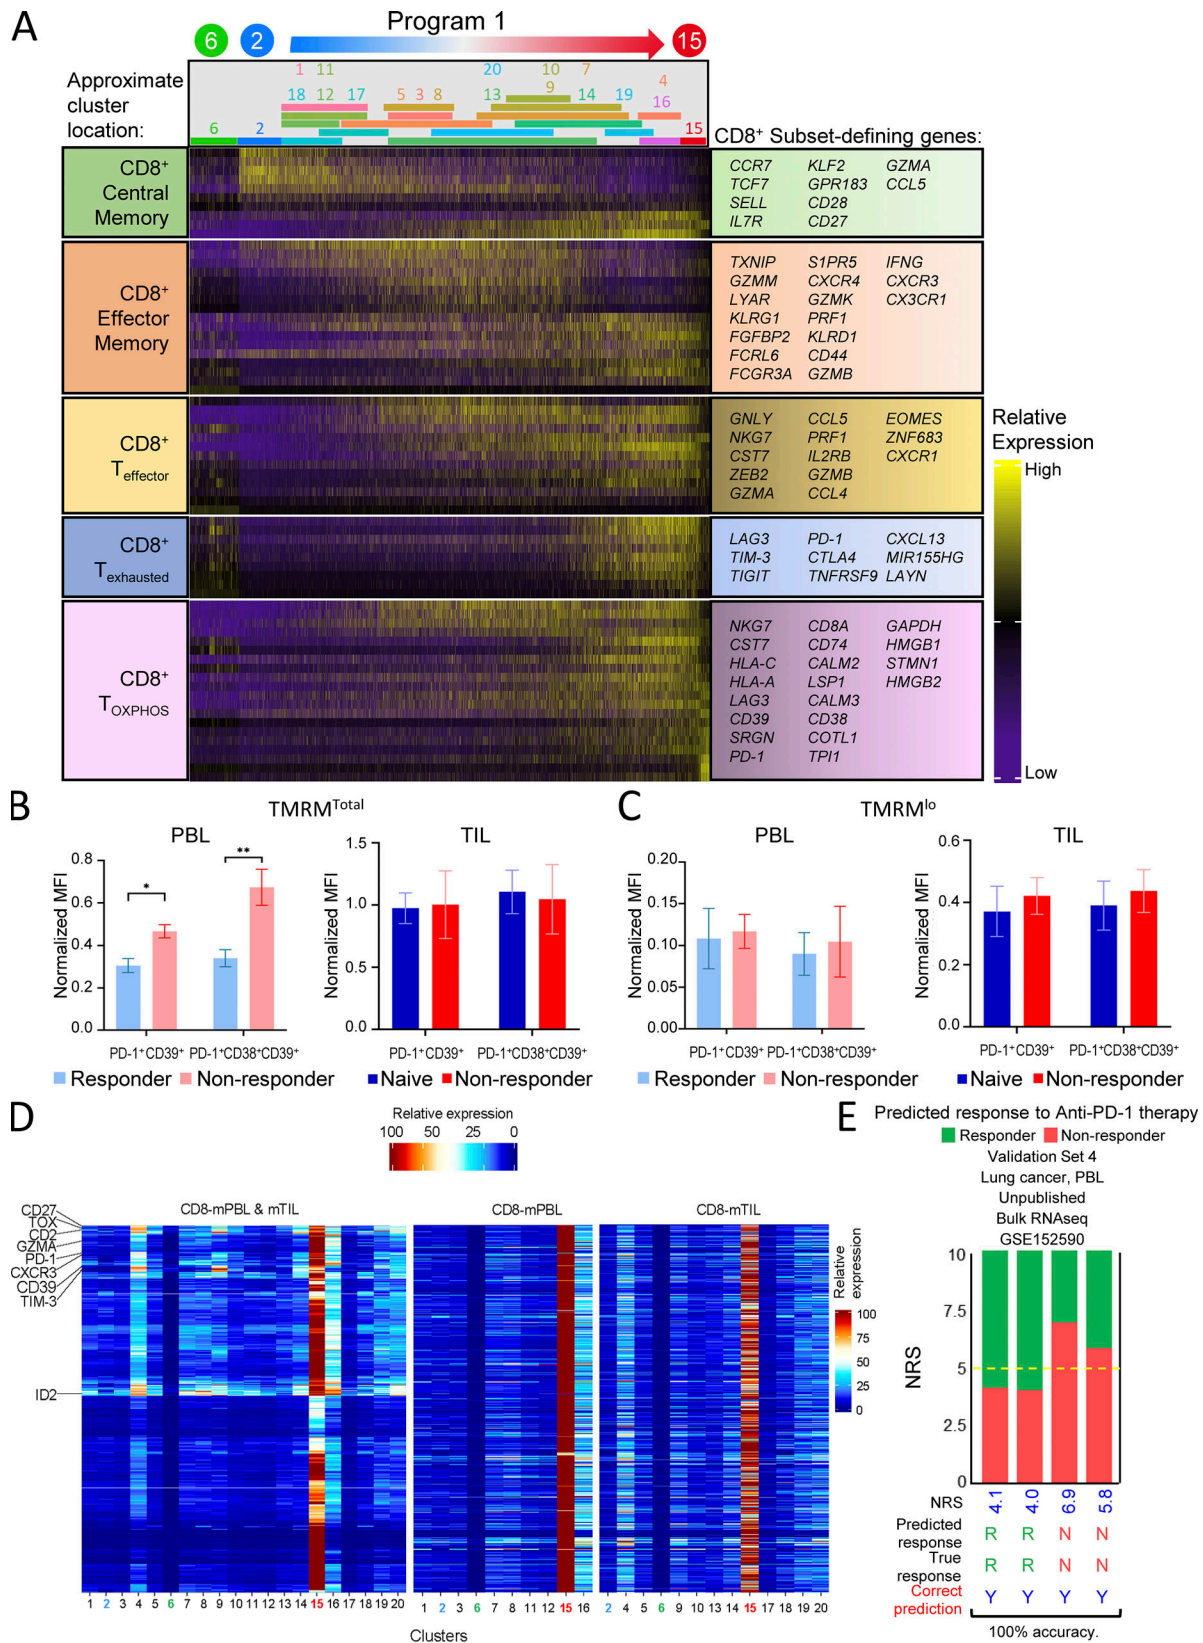 A
Program 1
6 2 15
Approximate
cluster
location:
1 11 20 10 7
18 12 17 5 3 8 13 9 14 19 4 16
6 2 15
CD8+ Subset-defining genes:
CD8+
Central
Memory
CCR7 KLF2 GZMA
TCF7 GPR183 CCL5
SELL CD28
IL7R CD27
CD8+
Effector
Memory
TXNIP S1PR5 IFNG
GZMM CXCR4 CXCR3
LYAR GZMK CX3CR1
KLRG1 PRF1
FGFBP2 KLRD1
FCRL6 CD44
FCGR3A GZMB
CD8+
Teffector
GNLY CCL5 EOMES
NKG7 PRF1 ZNF683
CST7 IL2RB CXCR1
ZEB2 GZMB
GZMA CCL4
CD8+
Texhausted
LAG3 PD-1 CXCL13
TIM-3 CTLA4 MIR155HG
TIGIT TNFRSF9 LAYN
CD8+
TOXPHOS
NKG7 CD8A GAPDH
CST7 CD74 HMGB1
HLA-C CALM2 STMN1
HLA-A LSP1 HMGB2
LAG3 CALM3
CD39 CD38
SRGN COTL1
PD-1 TPI1
Relative
Expression
High
Low
B
TMRMTotal
PBL
Normalized MFI
0.8
0.6
0.4
0.2
0.0
*
**
PD-1+CD39+ PD-1+CD38+CD39+
Responder Non-responder
TIL
Normalized MFI
1.5
1.0
0.5
0.0
PD-1+CD39+ PD-1+CD38+CD39+
Naive Non-responder
C
TMRMlo
PBL
Normalized MFI
0.20
0.15
0.10
0.05
0.00
PD-1+CD39+ PD-1+CD38+CD39+
Responder Non-responder
TIL
Normalized MFI
0.6
0.4
0.2
0.0
PD-1+CD39+ PD-1+CD38+CD39+
Naive Non-responder
D
Relative expression
100 75 50 25 0
CD8-mPBL & mTIL
CD8-mPBL
CD8-mTIL
CD27
TOX
CD2
GZMA
PD-1
CXCR3
CD39
TIM-3
ID2
Relative
expression
100
75
50
25
0
1 2 3 4 5 6 7 8 9 10 11 12 13 14 15 16 17 18 19 20
1 2 3 6 7 8 12 15 16
2 4 5 6 9 10 11 13 14 15 17 18 19 20
Clusters
E
Predicted response to Anti-PD-1 therapy
Responder Non-responder
Validation Set 4
Lung cancer, PBL
Unpublished
Bulk RNAseq
GSE152590
NRS
10
7.5
5
2.5
0
NRS 4.1 4.0 6.9 5.8
Predicted
response R R N N
True
response R R N N
Correct
prediction Y Y Y Y
100% accuracy.